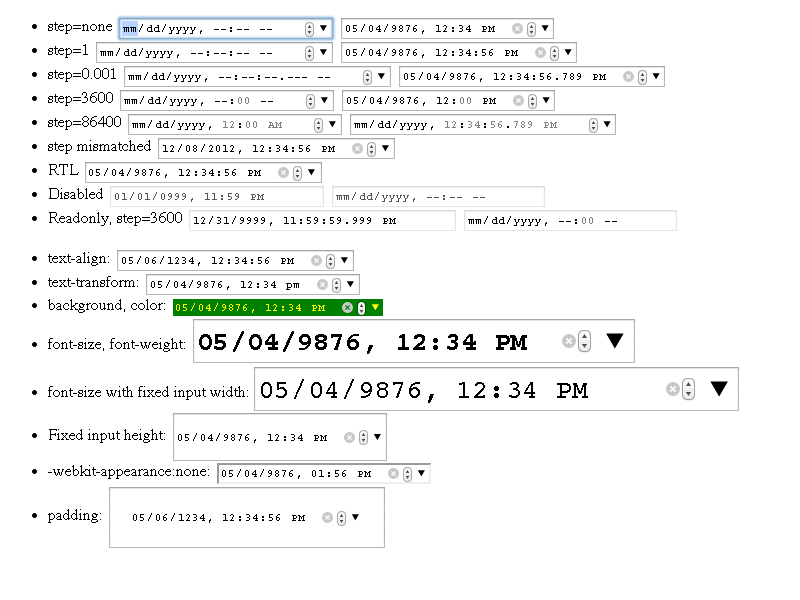 step=none mm/dd/yyyy, --:-- -- 05/04/9876, 12:34 PM
step=1 mm/dd/yyyy, --:--:-- -- 05/04/9876, 12:34:56 PM
step=0.001 mm/dd/yyyy, --:--:--.--- -- 05/04/9876, 12:34:56.789 PM
step=3600 mm/dd/yyyy, --:00 -- 05/04/9876, 12:00 PM
step=86400 mm/dd/yyyy, 12:00 AM mm/dd/yyyy, 12:34:56.789 PM
step mismatched 12/08/2012, 12:34:56 PM
RTL 05/04/9876, 12:34:56 PM
Disabled 01/01/0999, 11:59 PM mm/dd/yyyy, --:-- --
Readonly, step=3600 12/31/9999, 11:59:59.999 PM mm/dd/yyyy, --:00 --
text-align: 05/06/1234, 12:34:56 PM
text-transform: 05/04/9876, 12:34 pm
background, color: 05/04/9876, 12:34 PM
font-size, font-weight: 05/04/9876, 12:34 PM
font-size with fixed input width: 05/04/9876, 12:34 PM
Fixed input height: 05/04/9876, 12:34 PM
-webkit-appearance:none: 05/04/9876, 01:56 PM
padding: 05/06/1234, 12:34:56 PM